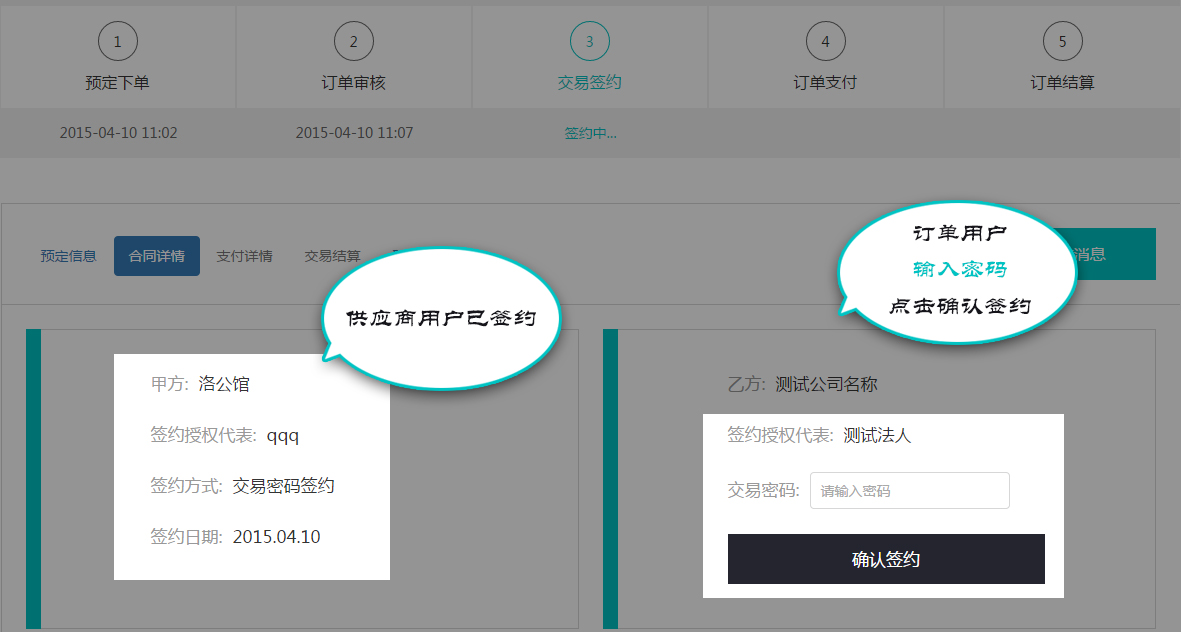 1
2
3
4
5
预定下单
订单审核
交易签约
订单支付
订单结算
2015-04-10 11:02
2015-04-10 11:07
签约中...
预定信息
合同详情
支付详情
交易结算
消息
供应商用户已签约
订单用户
输入密码
点击确认签约
甲方: 洛公馆
签约授权代表: qqq
签约方式: 交易密码签约
签约日期: 2015.04.10
乙方: 测试公司名称
签约授权代表: 测试法人
交易密码: 请输入密码
确认签约